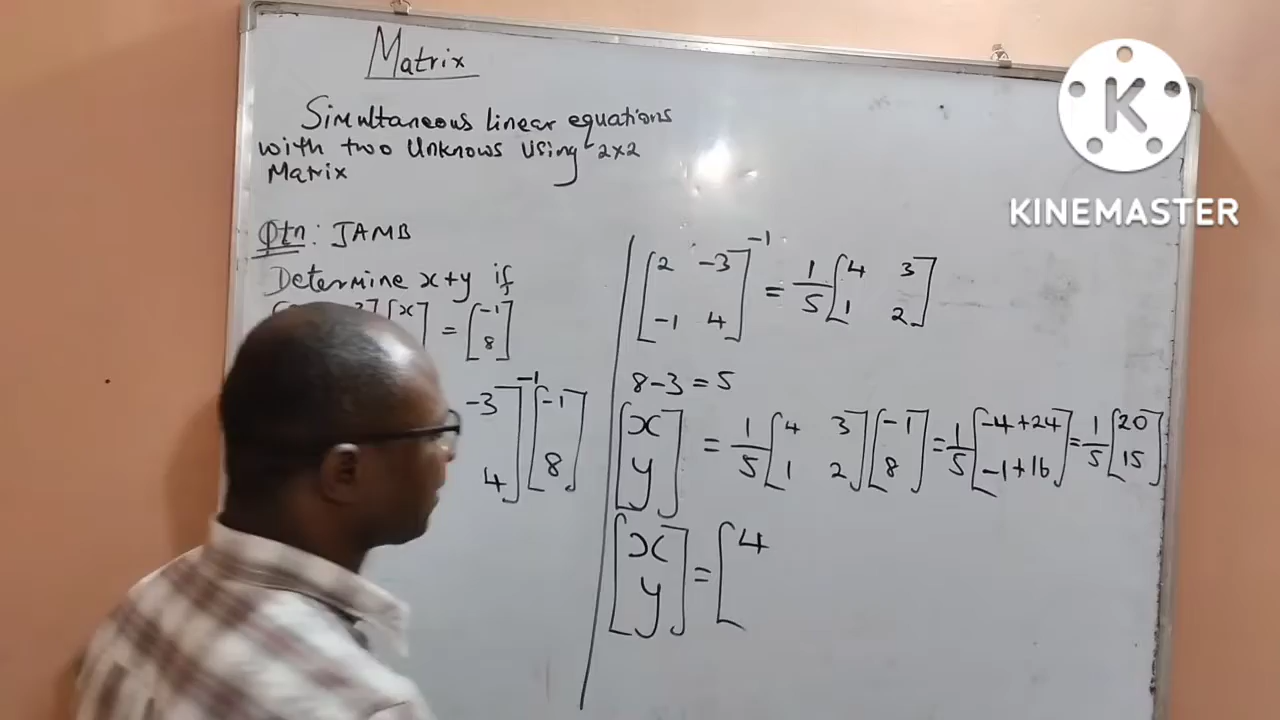 Matrix
Simultaneous linear equations
with two Unknows Using 2x2
Matrix
Qtn: JAMB
Determine x+y if
[x] = [-1
8]
-3
4]⁻¹ [-1
8]
[2 -3
-1 4]⁻¹ = 1/5 [4 3
1 2]
8-3 = 5
[x
y] = 1/5 [4 3
1 2] [-1
8] = 1/5 [-4+24
-1+16] = 1/5 [20
15]
[x
y] = [4
K
KINEMASTER